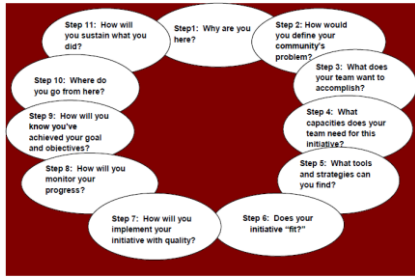 Step1: Why are you
here?
Step 2: How would
you define your
community's
problem?
Step 3: What does
your team want to
accomplish?
Step 4: What
capacities does your
team need for this
initiative?
Step 5: What tools
and strategies can
you find?
Step 6: Does your
initiative "fit?"
Step 7: How will you
implement your
initiative with quality?
Step 8: How will you
monitor your
progress?
Step 9: How will you
know you've
achieved your goal
and objectives?
Step 10: Where do
you go from here?
Step 11: How will
you sustain what you
did?